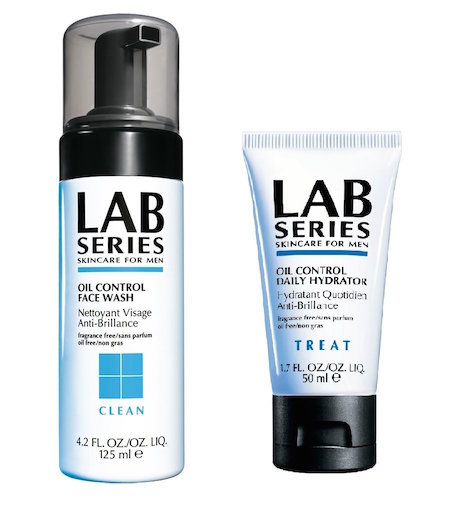 LAB
SERIES
SKINCARE FOR MEN
OIL CONTROL
FACE WASH
Nettoyant Visage
Anti-Brillance
fragrance free/sans parfum
oil free/non gras
CLEAN
4.2 FL. OZ./OZ. LIQ.
125 ml ℮
LAB
SERIES
SKINCARE FOR MEN
OIL CONTROL
DAILY HYDRATOR
Hydratant Quotidien
Anti-Brillance
fragrance free/sans parfum
oil free/non gras
TREAT
1.7 FL. OZ./OZ. LIQ.
50 ml ℮